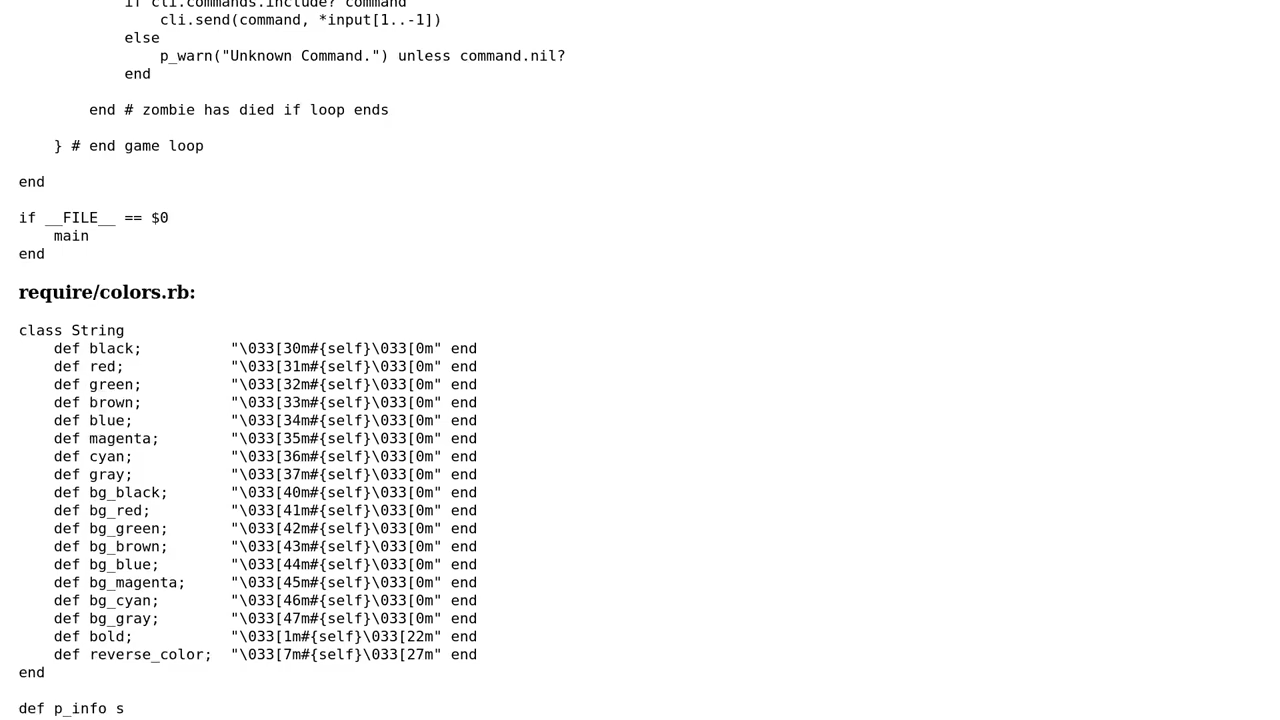 if cli.commands.include? command
                cli.send(command, *input[1..-1])
            else
                p_warn("Unknown Command.") unless command.nil?
            end

        end # zombie has died if loop ends

    } # end game loop

end

if __FILE__ == $0
    main
end

require/colors.rb:

class String
    def black;          "\033[30m#{self}\033[0m" end
    def red;            "\033[31m#{self}\033[0m" end
    def green;          "\033[32m#{self}\033[0m" end
    def brown;          "\033[33m#{self}\033[0m" end
    def blue;           "\033[34m#{self}\033[0m" end
    def magenta;        "\033[35m#{self}\033[0m" end
    def cyan;           "\033[36m#{self}\033[0m" end
    def gray;           "\033[37m#{self}\033[0m" end
    def bg_black;       "\033[40m#{self}\033[0m" end
    def bg_red;         "\033[41m#{self}\033[0m" end
    def bg_green;       "\033[42m#{self}\033[0m" end
    def bg_brown;       "\033[43m#{self}\033[0m" end
    def bg_blue;        "\033[44m#{self}\033[0m" end
    def bg_magenta;     "\033[45m#{self}\033[0m" end
    def bg_cyan;        "\033[46m#{self}\033[0m" end
    def bg_gray;        "\033[47m#{self}\033[0m" end
    def bold;           "\033[1m#{self}\033[22m" end
    def reverse_color;  "\033[7m#{self}\033[27m" end
end

def p_info s